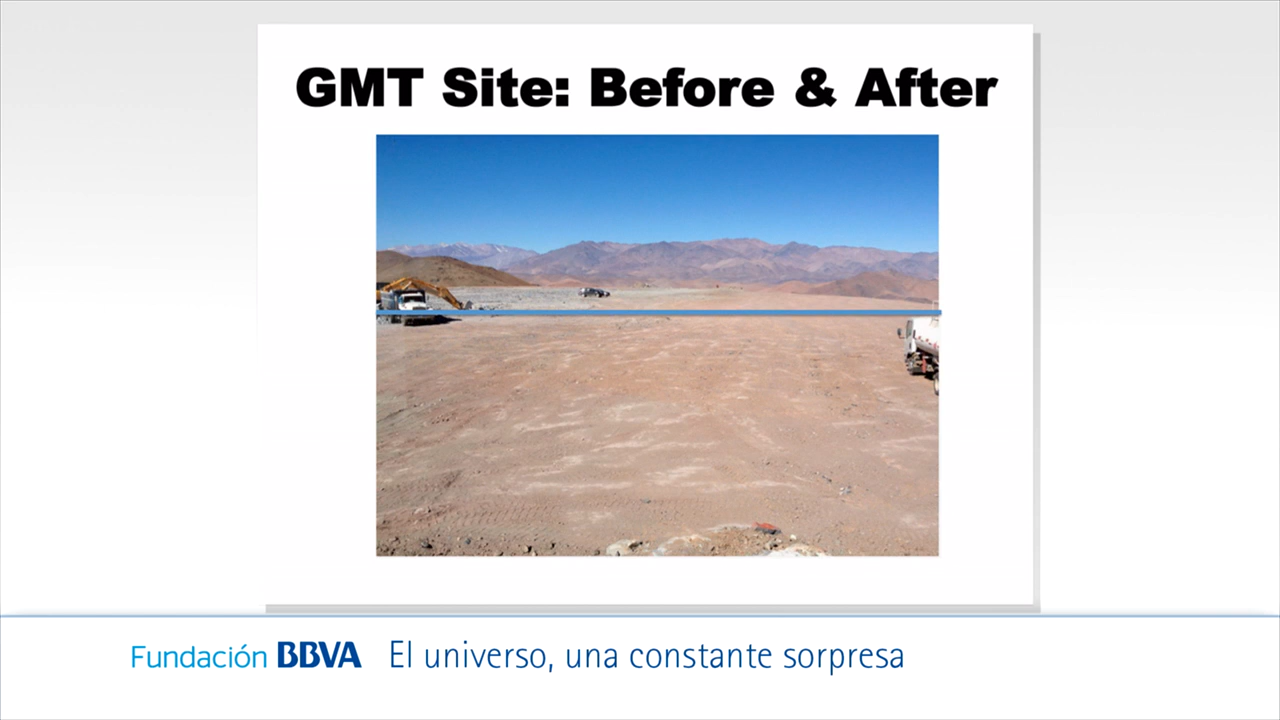 GMT Site: Before & After
Fundación BBVA El universo, una constante sorpresa